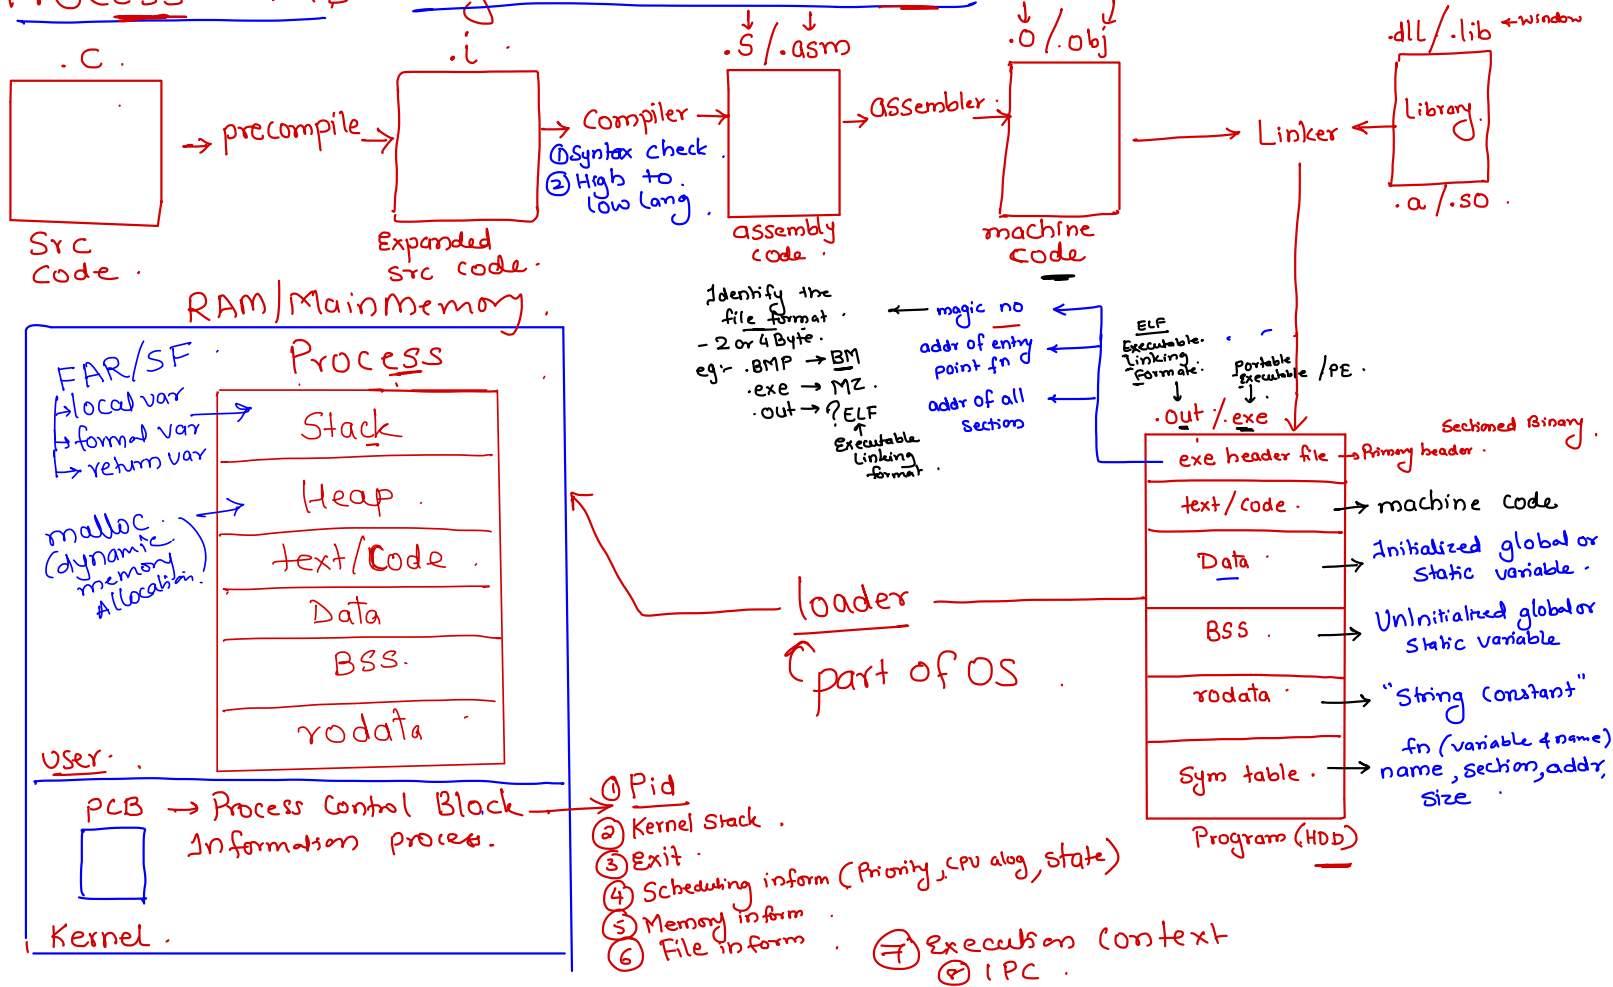 Process
.C .
.i .
.S / .asm
.O / .obj
.dll / .lib ← window
precompile
Compiler
① Syntax check
② High to
low lang .
assembler .
Linker
Library
.a / .so .
Src
Code .
Expanded
src code .
assembly
code .
machine
code
RAM/Main Memory .
FAR/SF .
local var
formal var
return var
malloc .
(dynamic
memory
Allocation.)
Process
Stack
Heap .
text/Code .
Data
BSS.
rodata
User .
PCB → Process Control Block
Information process.
Kernel .
① Pid
② Kernel Stack .
③ Exit .
④ Scheduling inform (Priority, CPU alog, state)
⑤ Memory inform .
⑥ File inform .
⑦ Execution Context
⑧ IPC .
Identify the
file format .
- 2 or 4 Byte .
eg:- .BMP → BM
.exe → MZ .
.out → ? ELF
Executable
Linking
format .
magic no
addr of entry
point fn
addr of all
section
ELF
Executable.
Linking
Formate.
Portable
Executable /PE .
.out / .exe
Sectioned Binary .
exe header file → Primary header .
text/code . → machine code
Data . → Initialized global or
static variable .
BSS . → UnInitialized global or
static variable
rodata → "String Constant"
Sym table . → fn (variable & name)
name, section, addr,
size .
Program (HDD)
loader
part of OS .